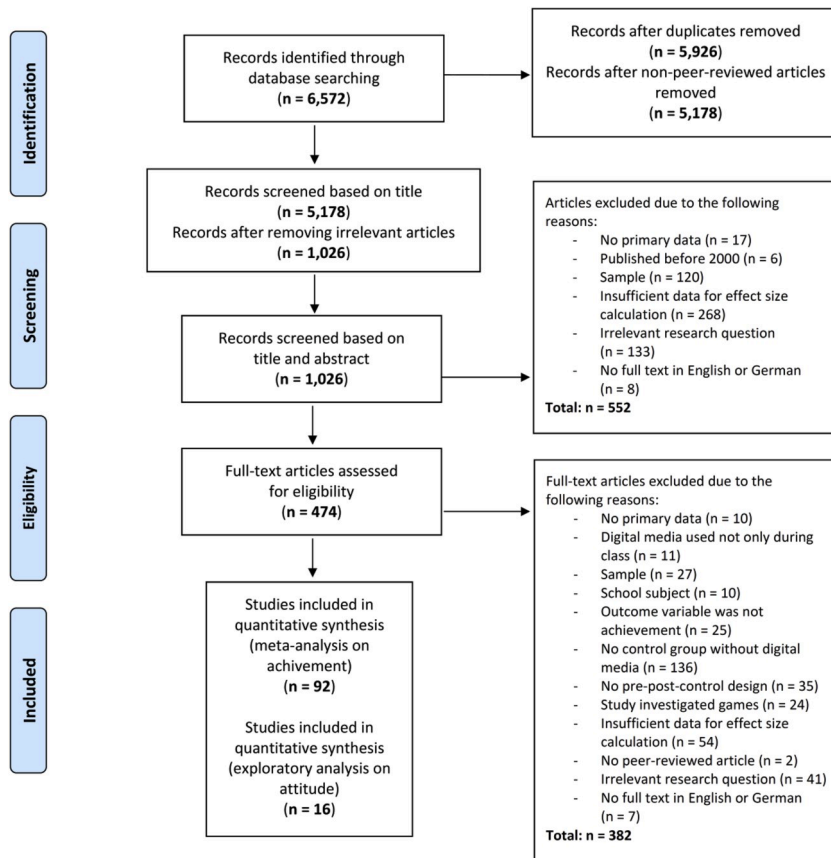 Identification
Records identified through
database searching
(n = 6,572)
Records after duplicates removed
(n = 5,926)
Records after non-peer-reviewed articles
removed
(n = 5,178)
Records screened based on title
(n = 5,178)
Records after removing irrelevant articles
(n = 1,026)
Screening
Records screened based on
title and abstract
(n = 1,026)
Articles excluded due to the following
reasons:
- No primary data (n = 17)
- Published before 2000 (n = 6)
- Sample (n = 120)
- Insufficient data for effect size
calculation (n = 268)
- Irrelevant research question
(n = 133)
- No full text in English or German
(n = 8)
Total: n = 552
Eligibility
Full-text articles assessed
for eligibility
(n = 474)
Full-text articles excluded due to the
following reasons:
- No primary data (n = 10)
- Digital media used not only during
class (n = 11)
- Sample (n = 27)
- School subject (n = 10)
- Outcome variable was not
achievement (n = 25)
- No control group without digital
media (n = 136)
- No pre-post-control design (n = 35)
- Study investigated games (n = 24)
- Insufficient data for effect size
calculation (n = 54)
- No peer-reviewed article (n = 2)
- Irrelevant research question (n = 41)
- No full text in English or German
(n = 7)
Total: n = 382
Included
Studies included in
quantitative synthesis
(meta-analysis on
achivement)
(n = 92)
Studies included in
quantitative synthesis
(exploratory analysis on
attitude)
(n = 16)